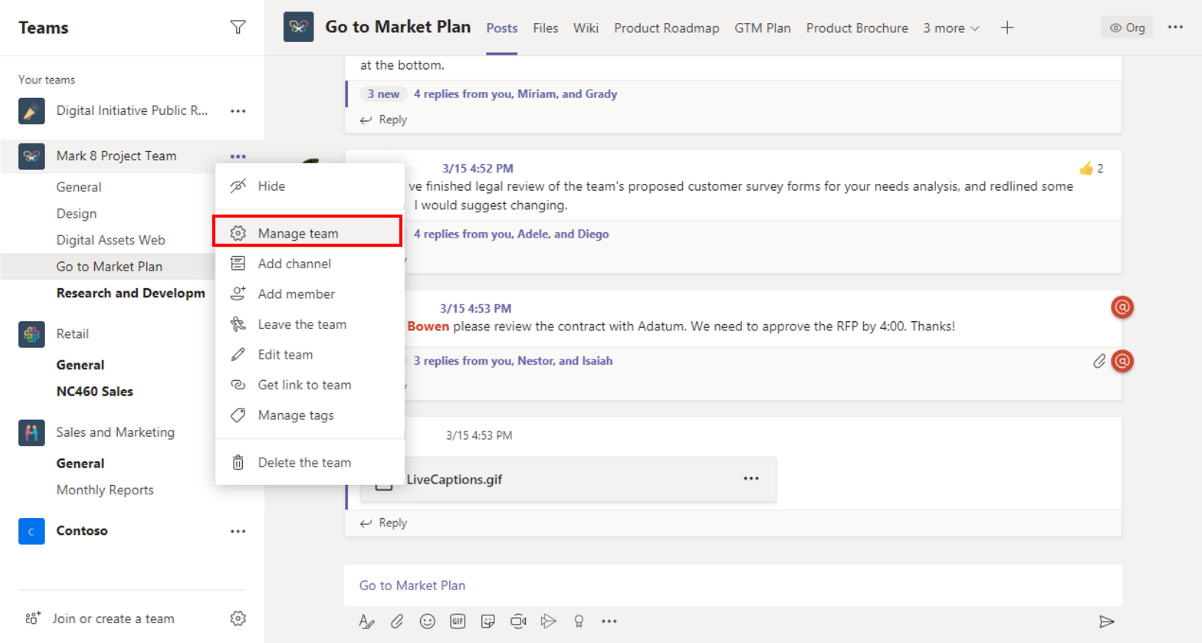 Teams
Your teams
Digital Initiative Public R...
Mark 8 Project Team
General
Design
Digital Assets Web
Go to Market Plan
Research and Developm
Retail
General
NC460 Sales
Sales and Marketing
General
Monthly Reports
C Contoso
Join or create a team
Hide
Manage team
Add channel
Add member
Leave the team
Edit team
Get link to team
Manage tags
Delete the team
Go to Market Plan Posts Files Wiki Product Roadmap GTM Plan Product Brochure 3 more Org
at the bottom.
3 new 4 replies from you, Miriam, and Grady
Reply
3/15 4:52 PM 2
ve finished legal review of the team's proposed customer survey forms for your needs analysis, and redlined some
I would suggest changing.
4 replies from you, Adele, and Diego
3/15 4:53 PM
Bowen please review the contract with Adatum. We need to approve the RFP by 4:00. Thanks!
3 replies from you, Nestor, and Isaiah
3/15 4:53 PM
LiveCaptions.gif
Reply
Go to Market Plan
GIF